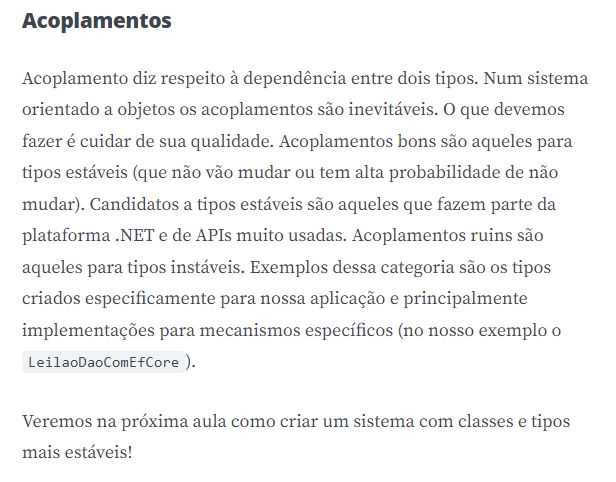 Acoplamentos
Acoplamento diz respeito à dependência entre dois tipos. Num sistema
orientado a objetos os acoplamentos são inevitáveis. O que devemos
fazer é cuidar de sua qualidade. Acoplamentos bons são aqueles para
tipos estáveis (que não vão mudar ou tem alta probabilidade de não
mudar). Candidatos a tipos estáveis são aqueles que fazem parte da
plataforma .NET e de APIs muito usadas. Acoplamentos ruins são
aqueles para tipos instáveis. Exemplos dessa categoria são os tipos
criados especificamente para nossa aplicação e principalmente
implementações para mecanismos específicos (no nosso exemplo o
LeilaoDaoComEfCore ).
Veremos na próxima aula como criar um sistema com classes e tipos
mais estáveis!